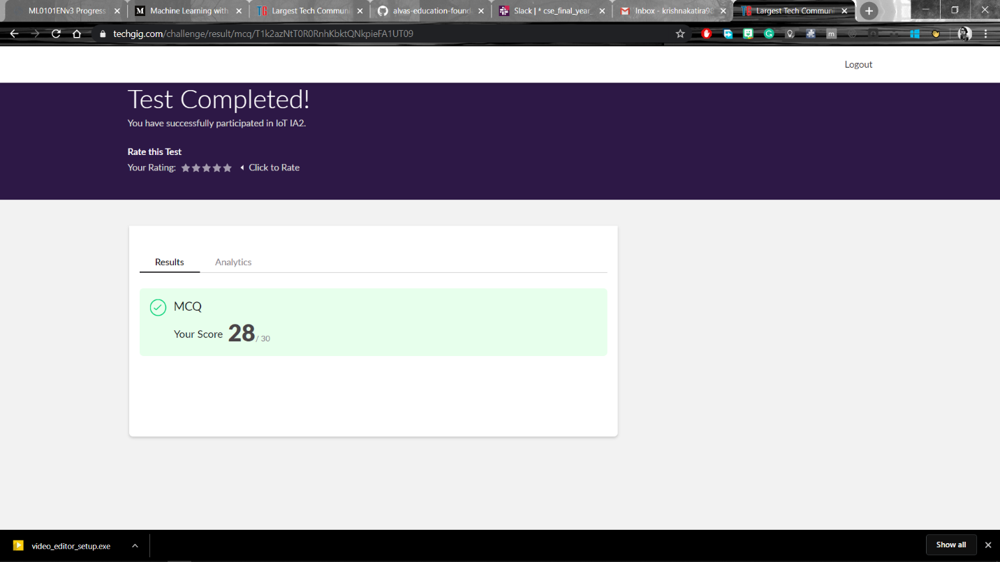 ML0101ENv3 Progress
Machine Learning with
Largest Tech Communi
alvas-education-found
Slack | * cse_final_year_
Inbox - krishnakatira98
Largest Tech Commun
techgig.com/challenge/result/mcq/T1k2azNtT0R0RnhKbktQNkpieFA1UT09
Logout
Test Completed!
You have successfully participated in IoT IA2.
Rate this Test
Your Rating: Click to Rate
Results Analytics
MCQ
Your Score 28 / 30
video_editor_setup.exe
Show all